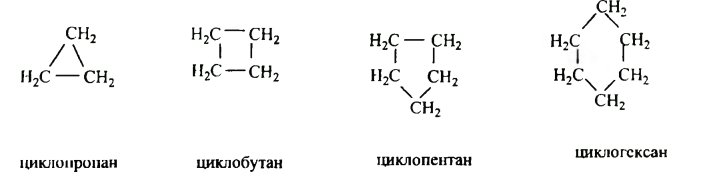 CH₂
H₂C — CH₂
H₂C — CH₂
H₂C — CH₂
H₂C — CH₂
H₂C CH₂
CH₂
CH₂
H₂C CH₂
H₂C CH₂
CH₂
циклопропан
циклобутан
циклопентан
циклогексан